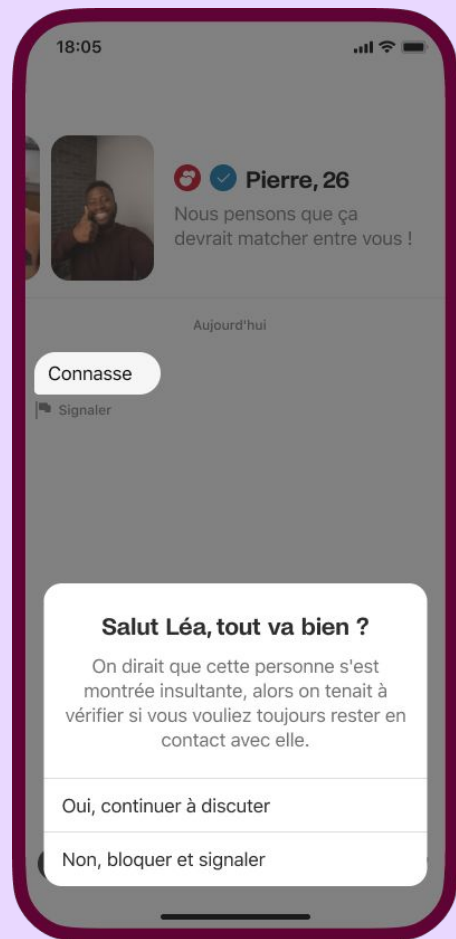 18:05
Pierre, 26
Nous pensons que ça
devrait matcher entre vous !
Aujourd'hui
Connasse
Signaler
Salut Léa, tout va bien ?
On dirait que cette personne s'est
montrée insultante, alors on tenait à
vérifier si vous vouliez toujours rester en
contact avec elle.
Oui, continuer à discuter
Non, bloquer et signaler